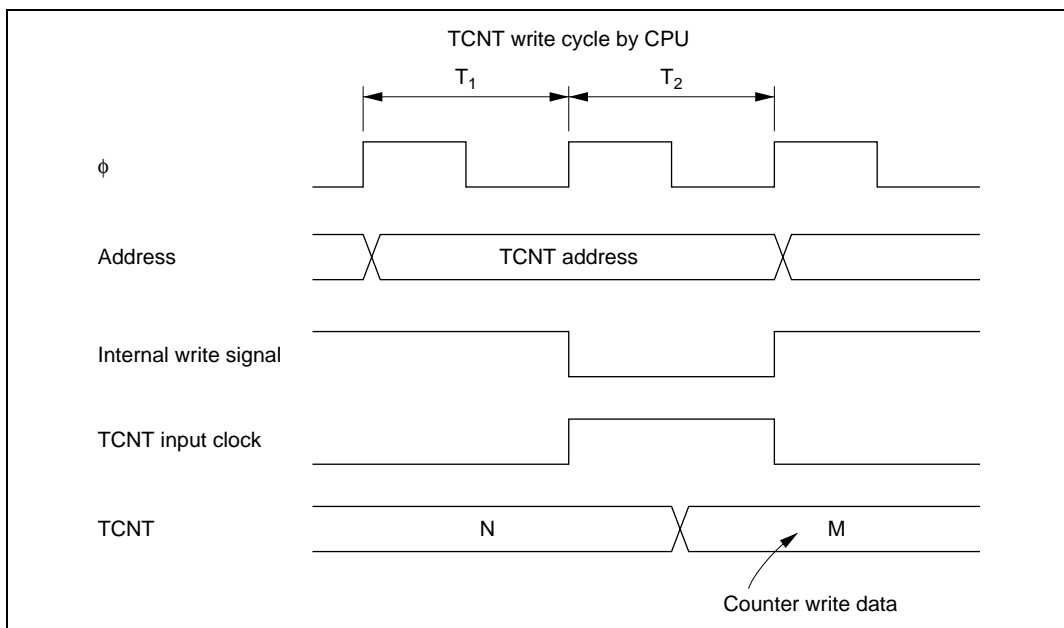 TCNT write cycle by CPU
T1 T2
ϕ
Address TCNT address
Internal write signal
TCNT input clock
TCNT N M
Counter write data